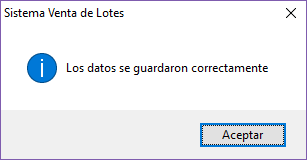 Sistema Venta de Lotes
Los datos se guardaron correctamente
Aceptar